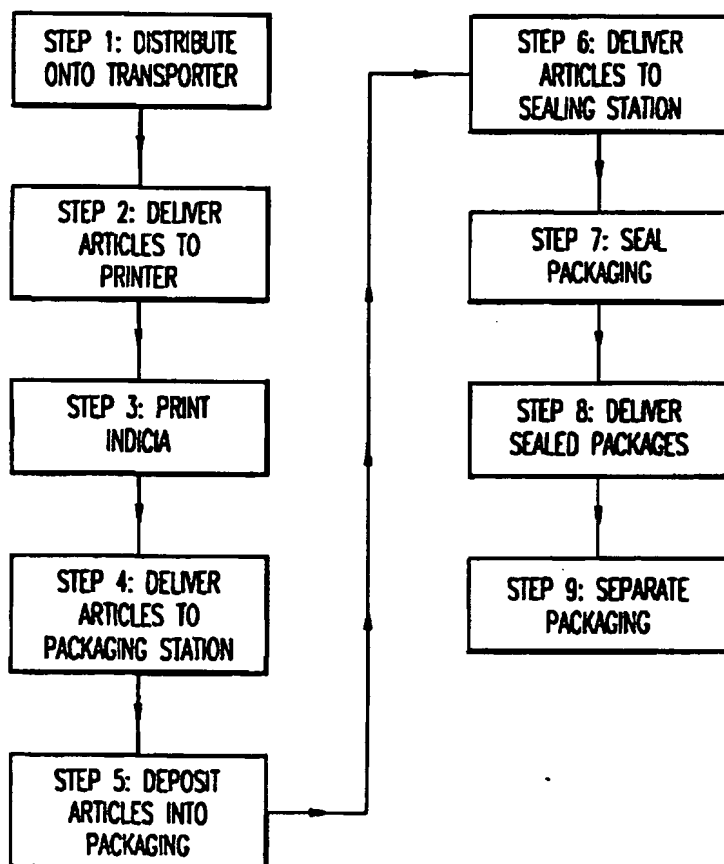 STEP 1: DISTRIBUTE
ONTO TRANSPORTER
STEP 2: DELIVER
ARTICLES TO
PRINTER
STEP 3: PRINT
INDICIA
STEP 4: DELIVER
ARTICLES TO
PACKAGING STATION
STEP 5: DEPOSIT
ARTICLES INTO
PACKAGING
STEP 6: DELIVER
ARTICLES TO
SEALING STATION
STEP 7: SEAL
PACKAGING
STEP 8: DELIVER
SEALED PACKAGES
STEP 9: SEPARATE
PACKAGING